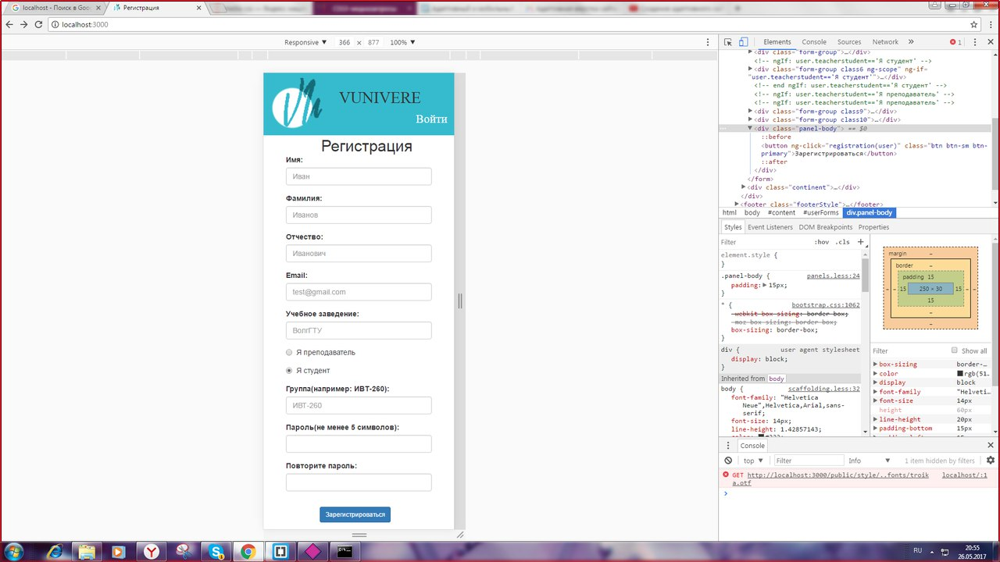 localhost - Поиск в Goo
Регистрация
localhost:3000
Responsive ▼ 366 × 877 100% ▼
Elements Console Sources Network » 1
VUNIVERE
Войти
Регистрация
Имя:
Иван
Фамилия:
Иванов
Отчество:
Иванович
Email:
test@gmail.com
Учебное заведение:
ВолгГТУ
Я преподаватель
Я студент
Группа(например: ИВТ-260):
ИВТ-260
Пароль(не менее 5 символов):
Повторите пароль:
Зарегистрироваться
▶<div class="form-group">…</div>
<!-- ngIf: user.teacherstudent=='Я студент' -->
▶<div class="form-group class6 ng-scope" ng-if=
"user.teacherstudent=='Я студент'">…</div>
<!-- end ngIf: user.teacherstudent=='Я студент' -->
<!-- ngIf: user.teacherstudent=='Я преподаватель' -->
<!-- ngIf: user.teacherstudent=='Я преподаватель' -->
▶<div class="form-group class9">…</div>
▶<div class="form-group class10">…</div>
▼<div class="panel-body"> == $0
::before
<button ng-click="registration(user)" class="btn btn-sm btn-
primary">Зарегистрироваться</button>
::after
</div>
</form>
▶<div class="continent">…</div>
</div>
▶<footer class="footerStyle">…</footer>
html body #content #userForms div.panel-body
Styles Event Listeners DOM Breakpoints Properties
Filter :hov .cls +
element.style {
}
.panel-body { panels.less:24
padding:▶15px;
}
* { bootstrap.css:1062
-webkit-box-sizing: border-box;
-moz-box-sizing: border-box;
box-sizing: border-box;
}
div { user agent stylesheet
display: block;
}
Inherited from body
body { scaffolding.less:32
font-family: "Helvetica
Neue",Helvetica,Arial,sans-
serif;
font-size: 14px;
line-height: 1.42857143;
margin –
border –
padding 15
– – 15 250 × 30 15 – –
15
–
–
Filter Show all
▶ box-sizing border-…
▶ color rgb(51…
▶ display block
▶ font-family "Helveti…
▶ font-size 14px
height 60px
▶ line-height 20px
▶ padding-bottom 15px
Console
top ▼ Filter Info ▼ 1 item hidden by filters
GET http://localhost:3000/public/style/..fonts/troik localhost/:1
a.otf
RU 20:55
26.05.2017